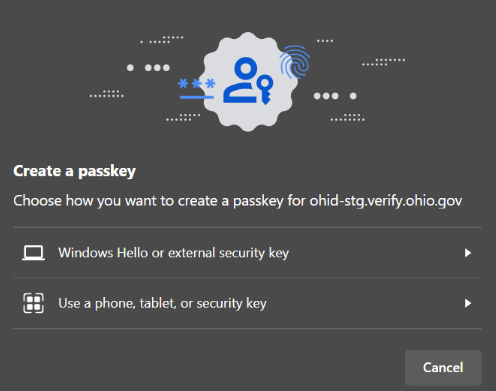 ***
Create a passkey
Choose how you want to create a passkey for ohid-stg.verify.ohio.gov
Windows Hello or external security key
Use a phone, tablet, or security key
Cancel